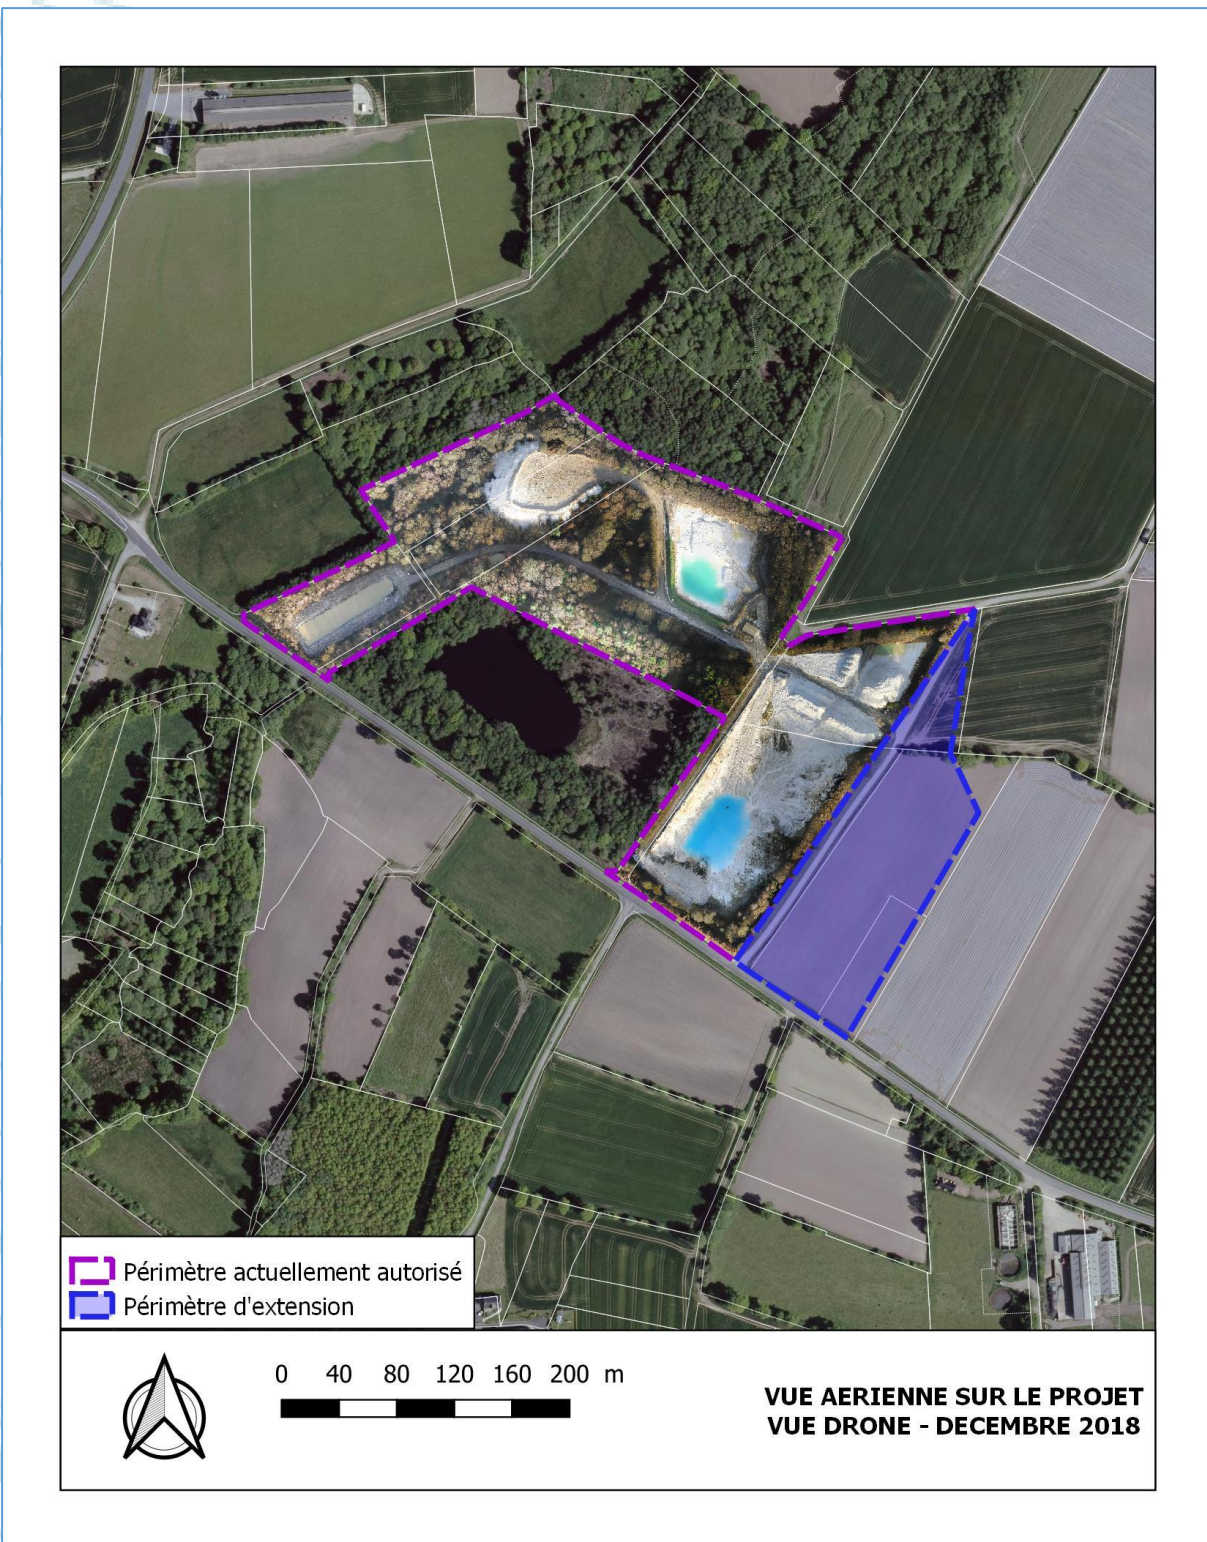 Périmètre actuellement autorisé
Périmètre d'extension
0 40 80 120 160 200 m
VUE AERIENNE SUR LE PROJET
VUE DRONE - DECEMBRE 2018